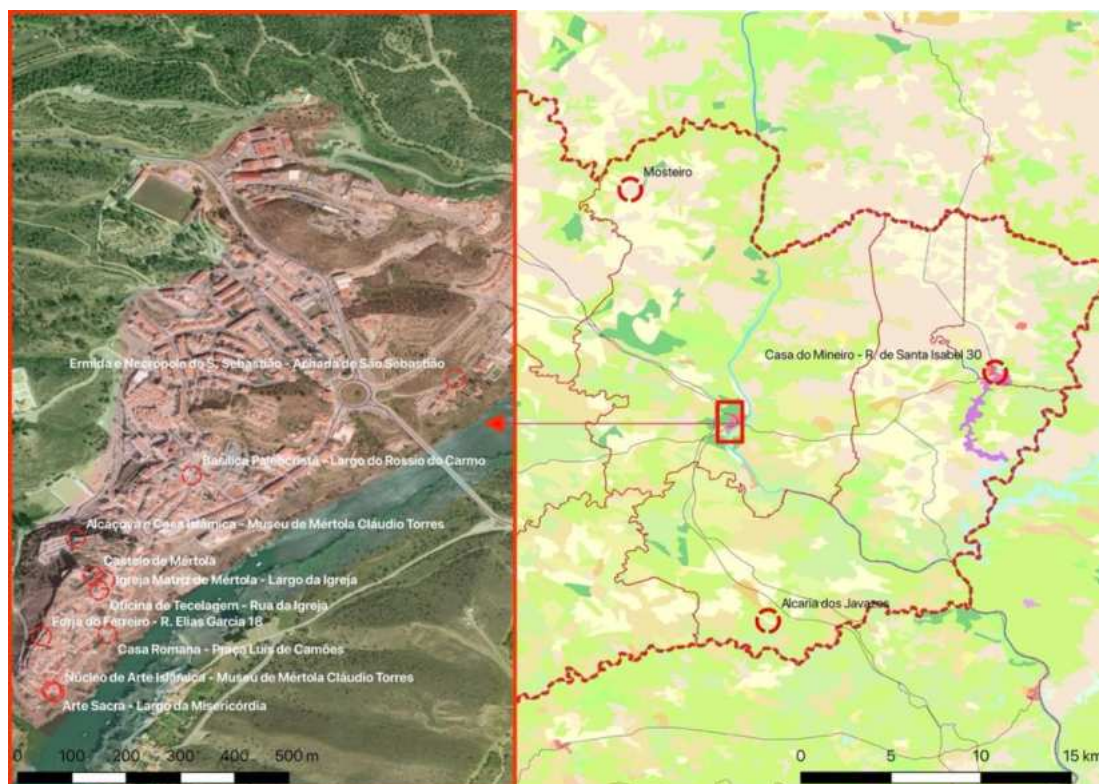 Mosteiro
Casa do Mineiro - R. de Santa Isabel 30
Ermida e Necrópole de S. Sebastião - Achada de São Sebastião
Basílica Paleocristã - Largo do Rossio do Carmo
Alcáçova e Casa Islâmica - Museu de Mértola Cláudio Torres
Castelo de Mértola
Igreja Matriz de Mértola - Largo da Igreja
Oficina de Tecelagem - Rua da Igreja
Forja do Ferreiro - R. Elias Garcia 18
Casa Romana - Praça Luís de Camões
Núcleo de Arte Islâmica - Museu de Mértola Cláudio Torres
Arte Sacra - Largo da Misericórdia
Alcaria dos Javazes
0 100 200 300 400 500 m
0 5 10 15 km